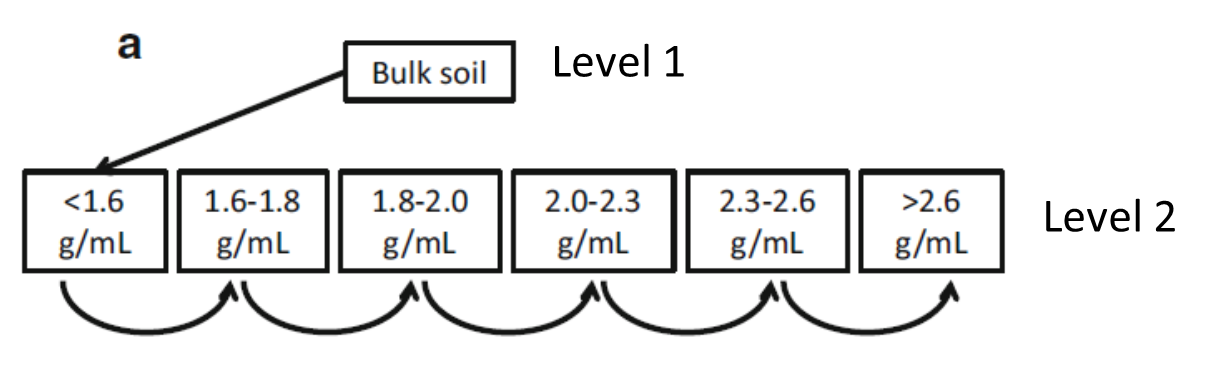 a
Bulk soil
Level 1
<1.6
g/mL
1.6-1.8
g/mL
1.8-2.0
g/mL
2.0-2.3
g/mL
2.3-2.6
g/mL
>2.6
g/mL
Level 2